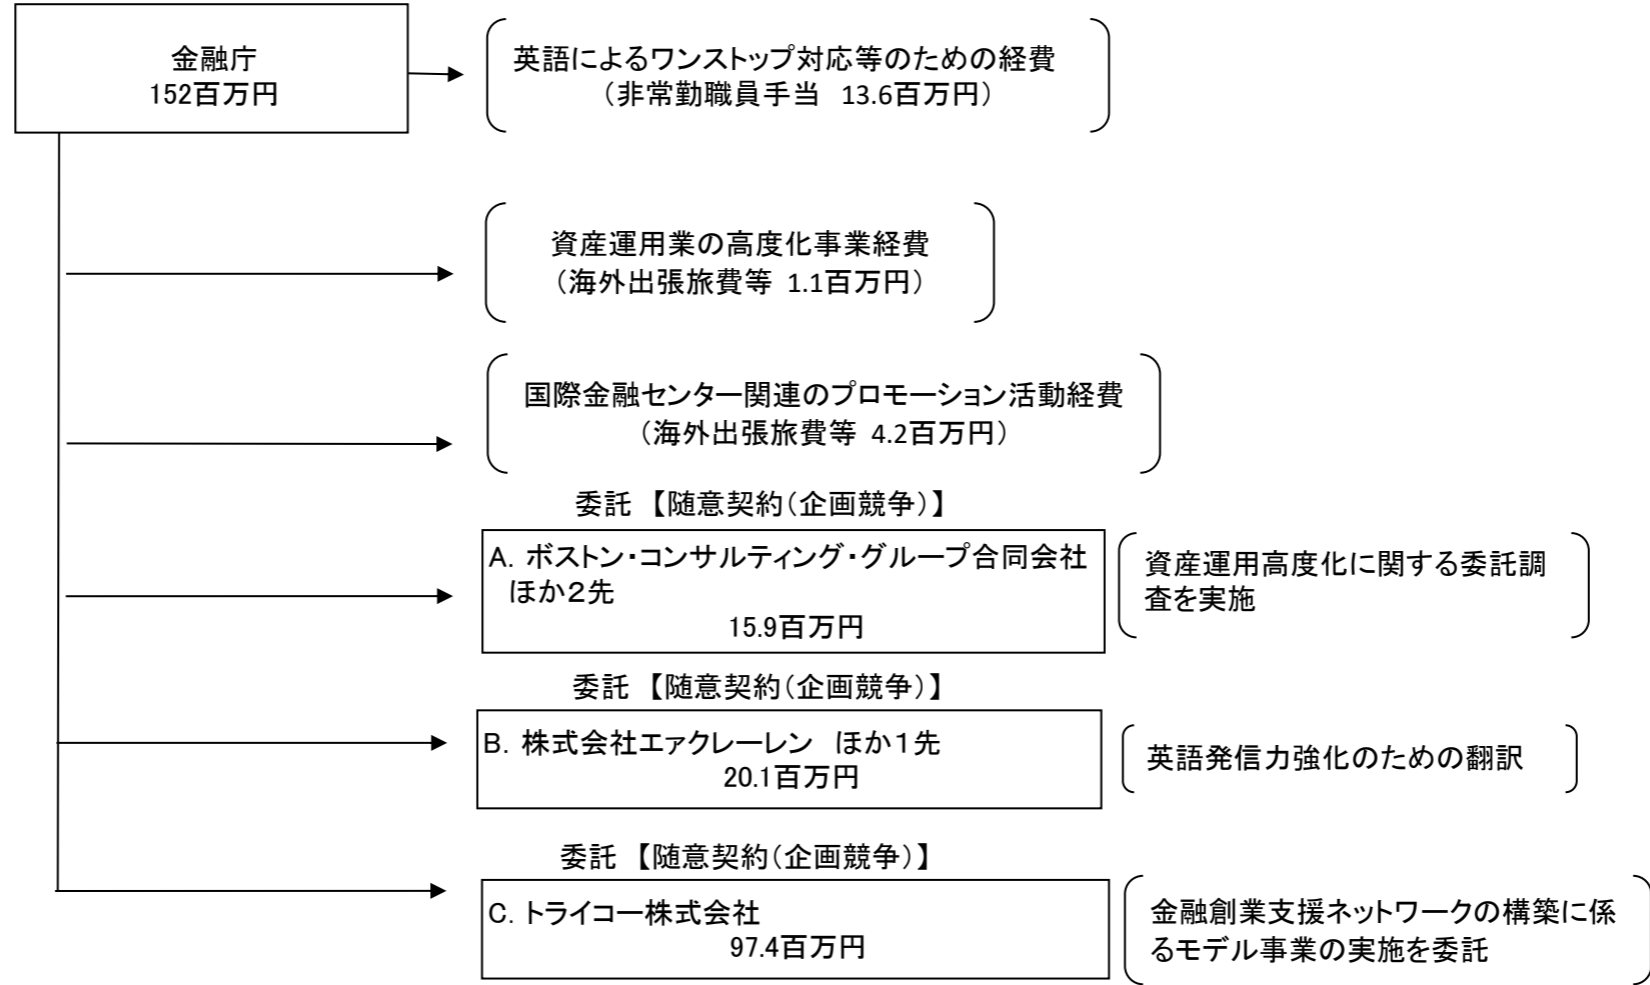 金融庁
152百万円
英語によるワンストップ対応等のための経費
（非常勤職員手当　13.6百万円）
資産運用業の高度化事業経費
（海外出張旅費等 1.1百万円）
国際金融センター関連のプロモーション活動経費
（海外出張旅費等 4.2百万円）
委託 【随意契約（企画競争）】
A. ボストン・コンサルティング・グループ合同会社
ほか２先
15.9百万円
資産運用高度化に関する委託調
査を実施
委託 【随意契約（企画競争）】
B. 株式会社エァクレーレン　ほか１先
20.1百万円
英語発信力強化のための翻訳
委託 【随意契約（企画競争）】
C. トライコー株式会社
97.4百万円
金融創業支援ネットワークの構築に係
るモデル事業の実施を委託